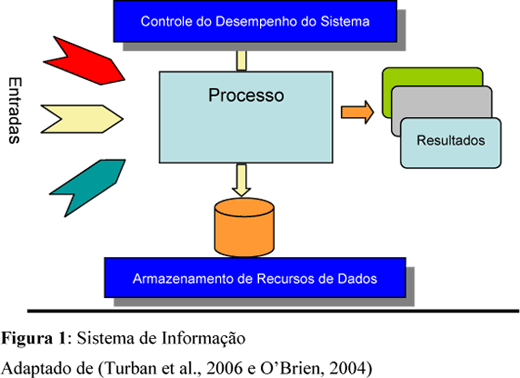 Controle do Desempenho do Sistema
Entradas
Processo
Resultados
Armazenamento de Recursos de Dados
Figura 1: Sistema de Informação
Adaptado de (Turban et al., 2006 e O'Brien, 2004)